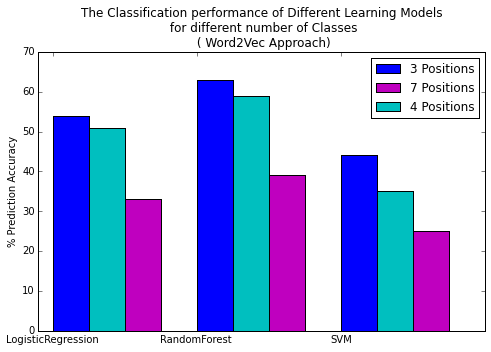 The Classification performance of Different Learning Models
for different number of Classes
( Word2Vec Approach)
% Prediction Accuracy
70
60
50
40
30
20
10
0
3 Positions
7 Positions
4 Positions
LogisticRegression
RandomForest
SVM